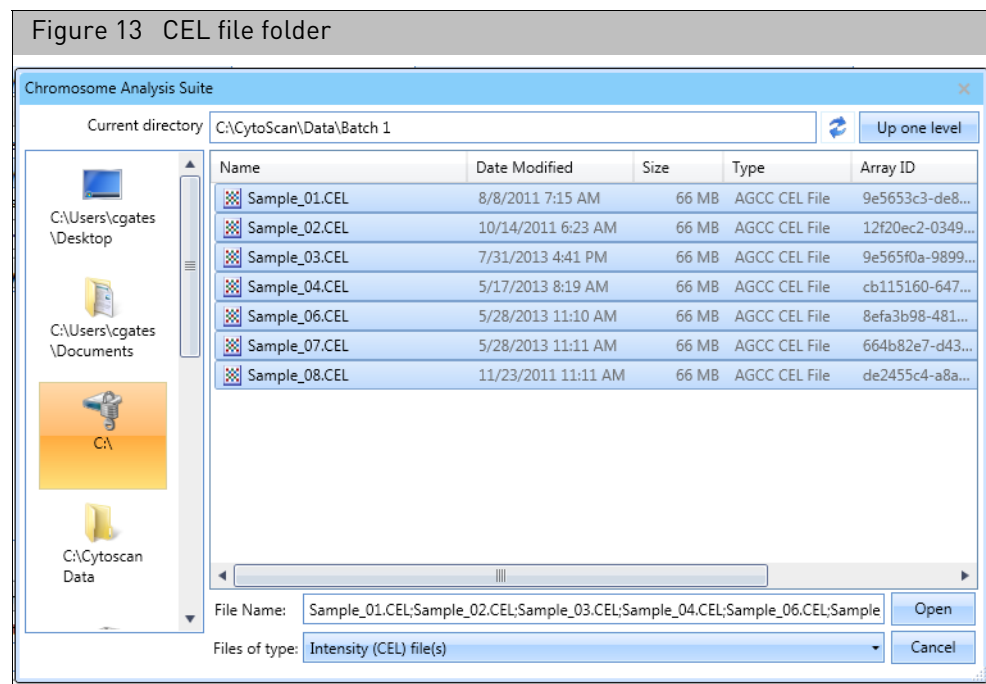 Figure 13 CEL file folder
Chromosome Analysis Suite
Current directory C:\CytoScan\Data\Batch 1 Up one level
C:\Users\cgates
\Desktop
C:\Users\cgates
\Documents
C:\
C:\Cytoscan
Data
Name Date Modified Size Type Array ID
Sample_01.CEL 8/8/2011 7:15 AM 66 MB AGCC CEL File 9e5653c3-de8...
Sample_02.CEL 10/14/2011 6:23 AM 66 MB AGCC CEL File 12f20ec2-0349...
Sample_03.CEL 7/31/2013 4:41 PM 66 MB AGCC CEL File 9e565f0a-9899...
Sample_04.CEL 5/17/2013 8:19 AM 66 MB AGCC CEL File cb115160-647...
Sample_06.CEL 5/28/2013 11:10 AM 66 MB AGCC CEL File 8efa3b98-481...
Sample_07.CEL 5/28/2013 11:11 AM 66 MB AGCC CEL File 664b82e7-d43...
Sample_08.CEL 11/23/2011 11:11 AM 66 MB AGCC CEL File de2455c4-a8a...
File Name: Sample_01.CEL;Sample_02.CEL;Sample_03.CEL;Sample_04.CEL;Sample_06.CEL;Sample Open
Files of type: Intensity (CEL) file(s) Cancel